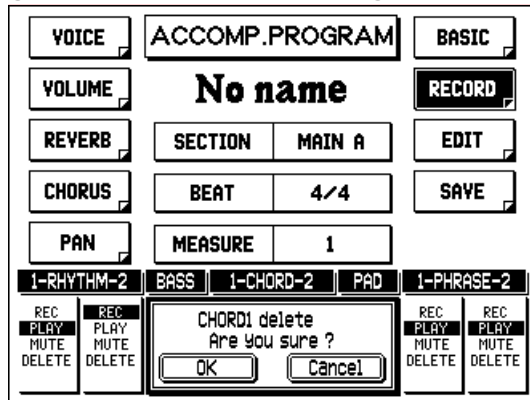 VOICE
ACCOMP.PROGRAM
BASIC
VOLUME
No name
RECORD
REVERB
SECTION
MAIN A
EDIT
CHORUS
BEAT
4/4
SAVE
PAN
MEASURE
1
1-RHYTHM-2
BASS
1-CHORD-2
PAD
1-PHRASE-2
REC
PLAY
MUTE
DELETE
REC
PLAY
MUTE
DELETE
CHORD1 delete
Are you sure ?
OK
Cancel
REC
PLAY
MUTE
DELETE
REC
PLAY
MUTE
DELETE